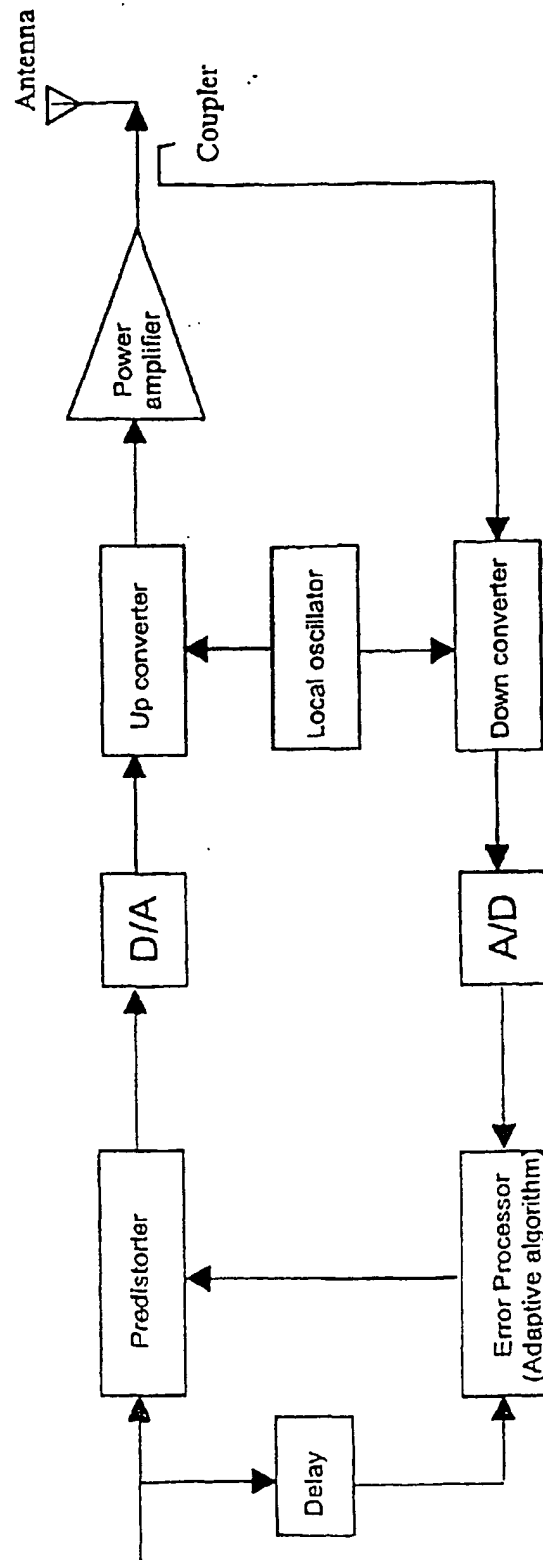 Antenna
Coupler
Power
amplifier
Up converter
Local oscillator
Down converter
D/A
A/D
Predistorter
Error Processor
(Adaptive algorithm)
Delay